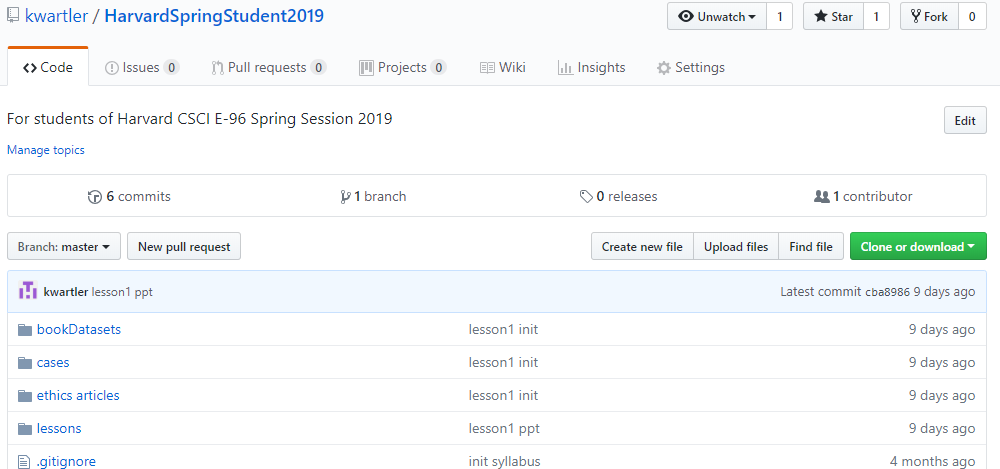 kwartler / HarvardSpringStudent2019 Unwatch 1 Star 1 Fork 0
Code Issues 0 Pull requests 0 Projects 0 Wiki Insights Settings
For students of Harvard CSCI E-96 Spring Session 2019 Edit
Manage topics
6 commits 1 branch 0 releases 1 contributor
Branch: master New pull request Create new file Upload files Find file Clone or download
kwartler lesson1 ppt Latest commit cba8986 9 days ago
bookDatasets lesson1 init 9 days ago
cases lesson1 init 9 days ago
ethics articles lesson1 init 9 days ago
lessons lesson1 ppt 9 days ago
.gitignore init syllabus 4 months ago